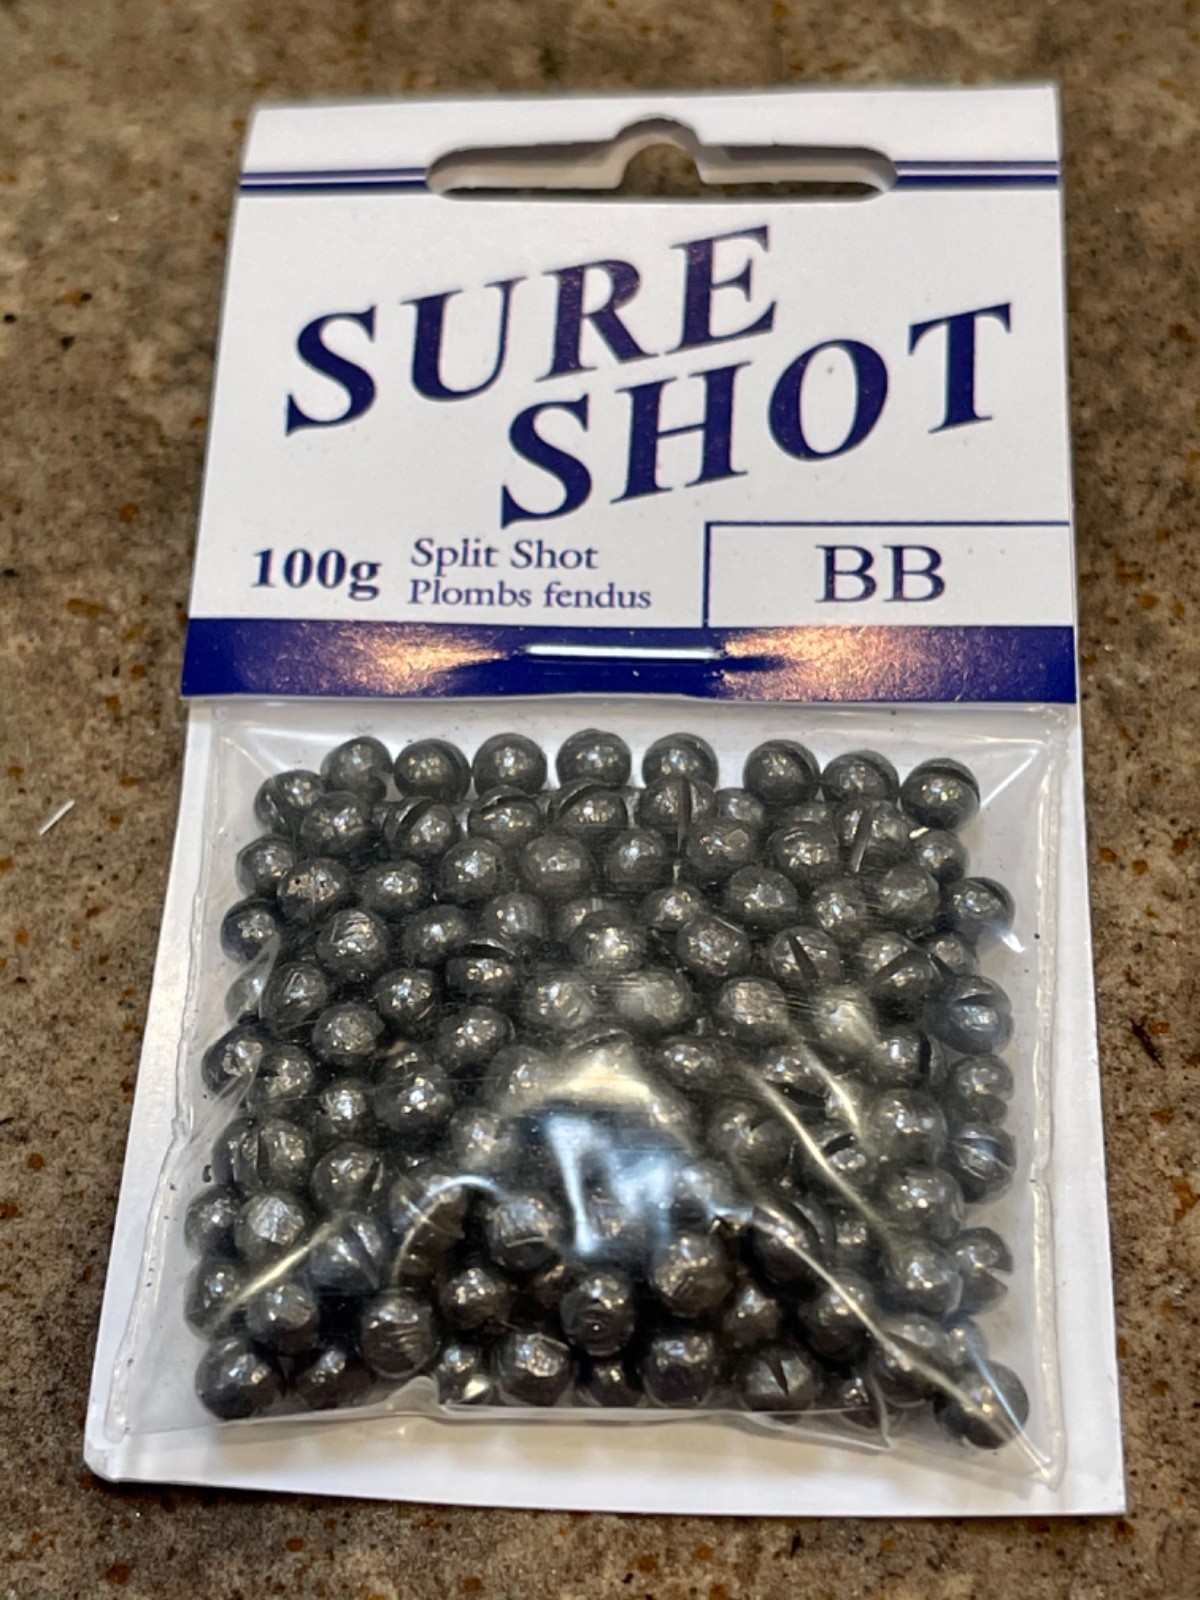 SURE
SHOT
100g
Split Shot
Plombs fendus
BB